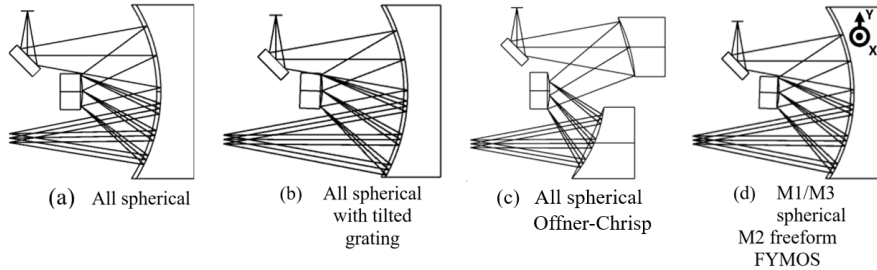 Y
X
(a) All spherical
(b) All spherical
with tilted
grating
(c) All spherical
Offner-Chrisp
(d) M1/M3
spherical
M2 freeform
FYMOS